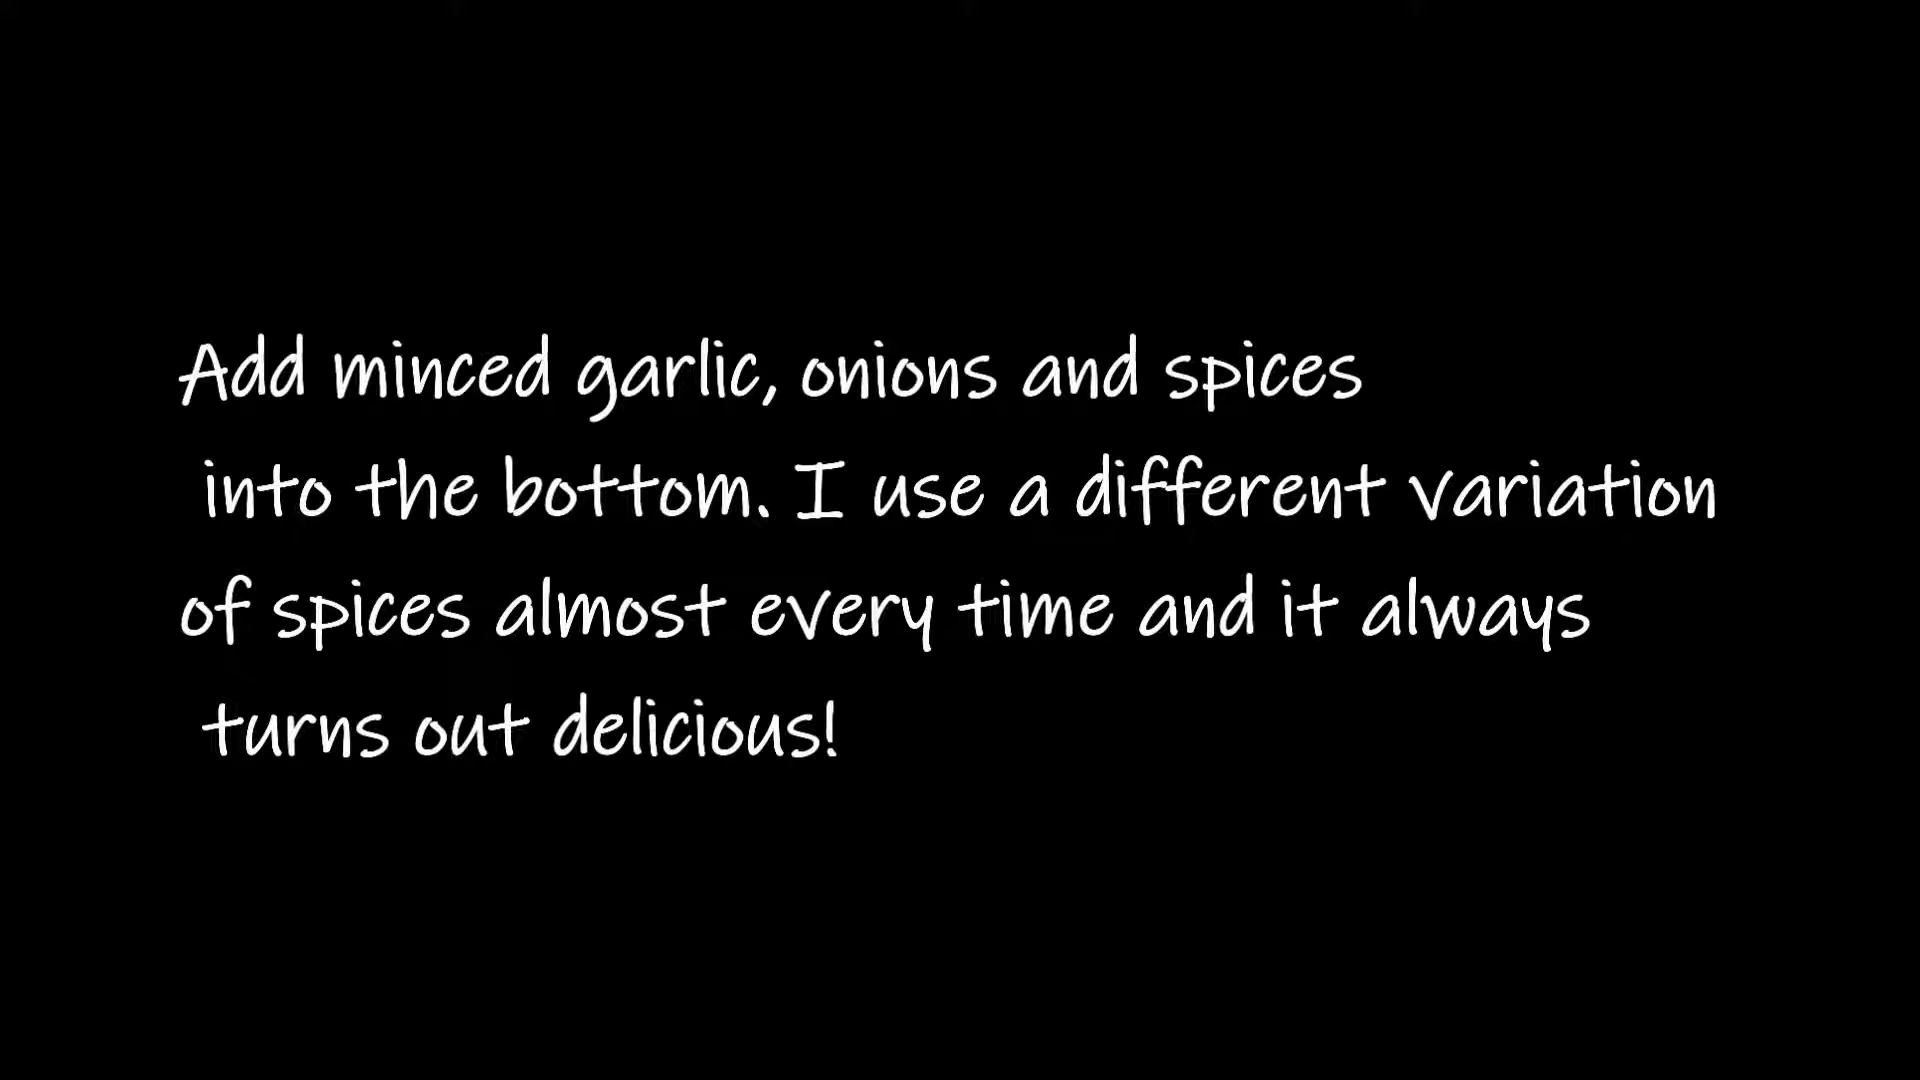 Add minced garlic, onions and spices
into the bottom. I use a different variation
of spices almost every time and it always
turns out delicious!